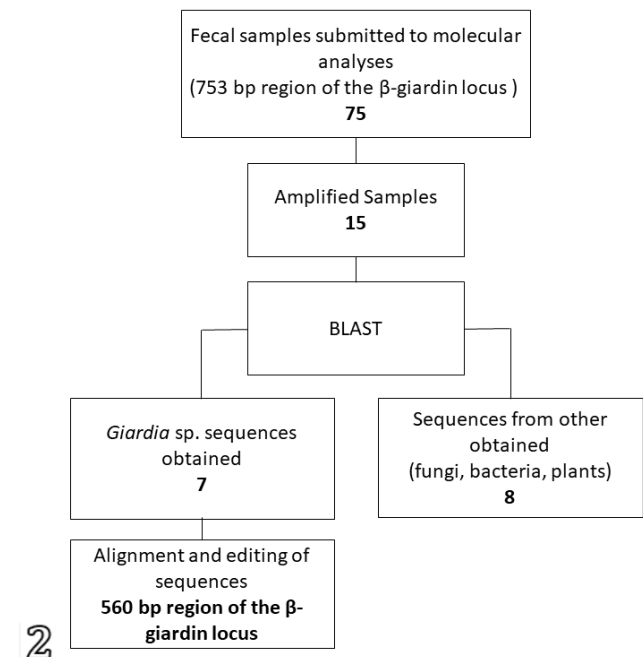 Fecal samples submitted to molecular
analyses
(753 bp region of the β-giardin locus )
75
Amplified Samples
15
BLAST
Giardia sp. sequences
obtained
7
Sequences from other
obtained
(fungi, bacteria, plants)
8
Alignment and editing of
sequences
560 bp region of the β-
giardin locus
2